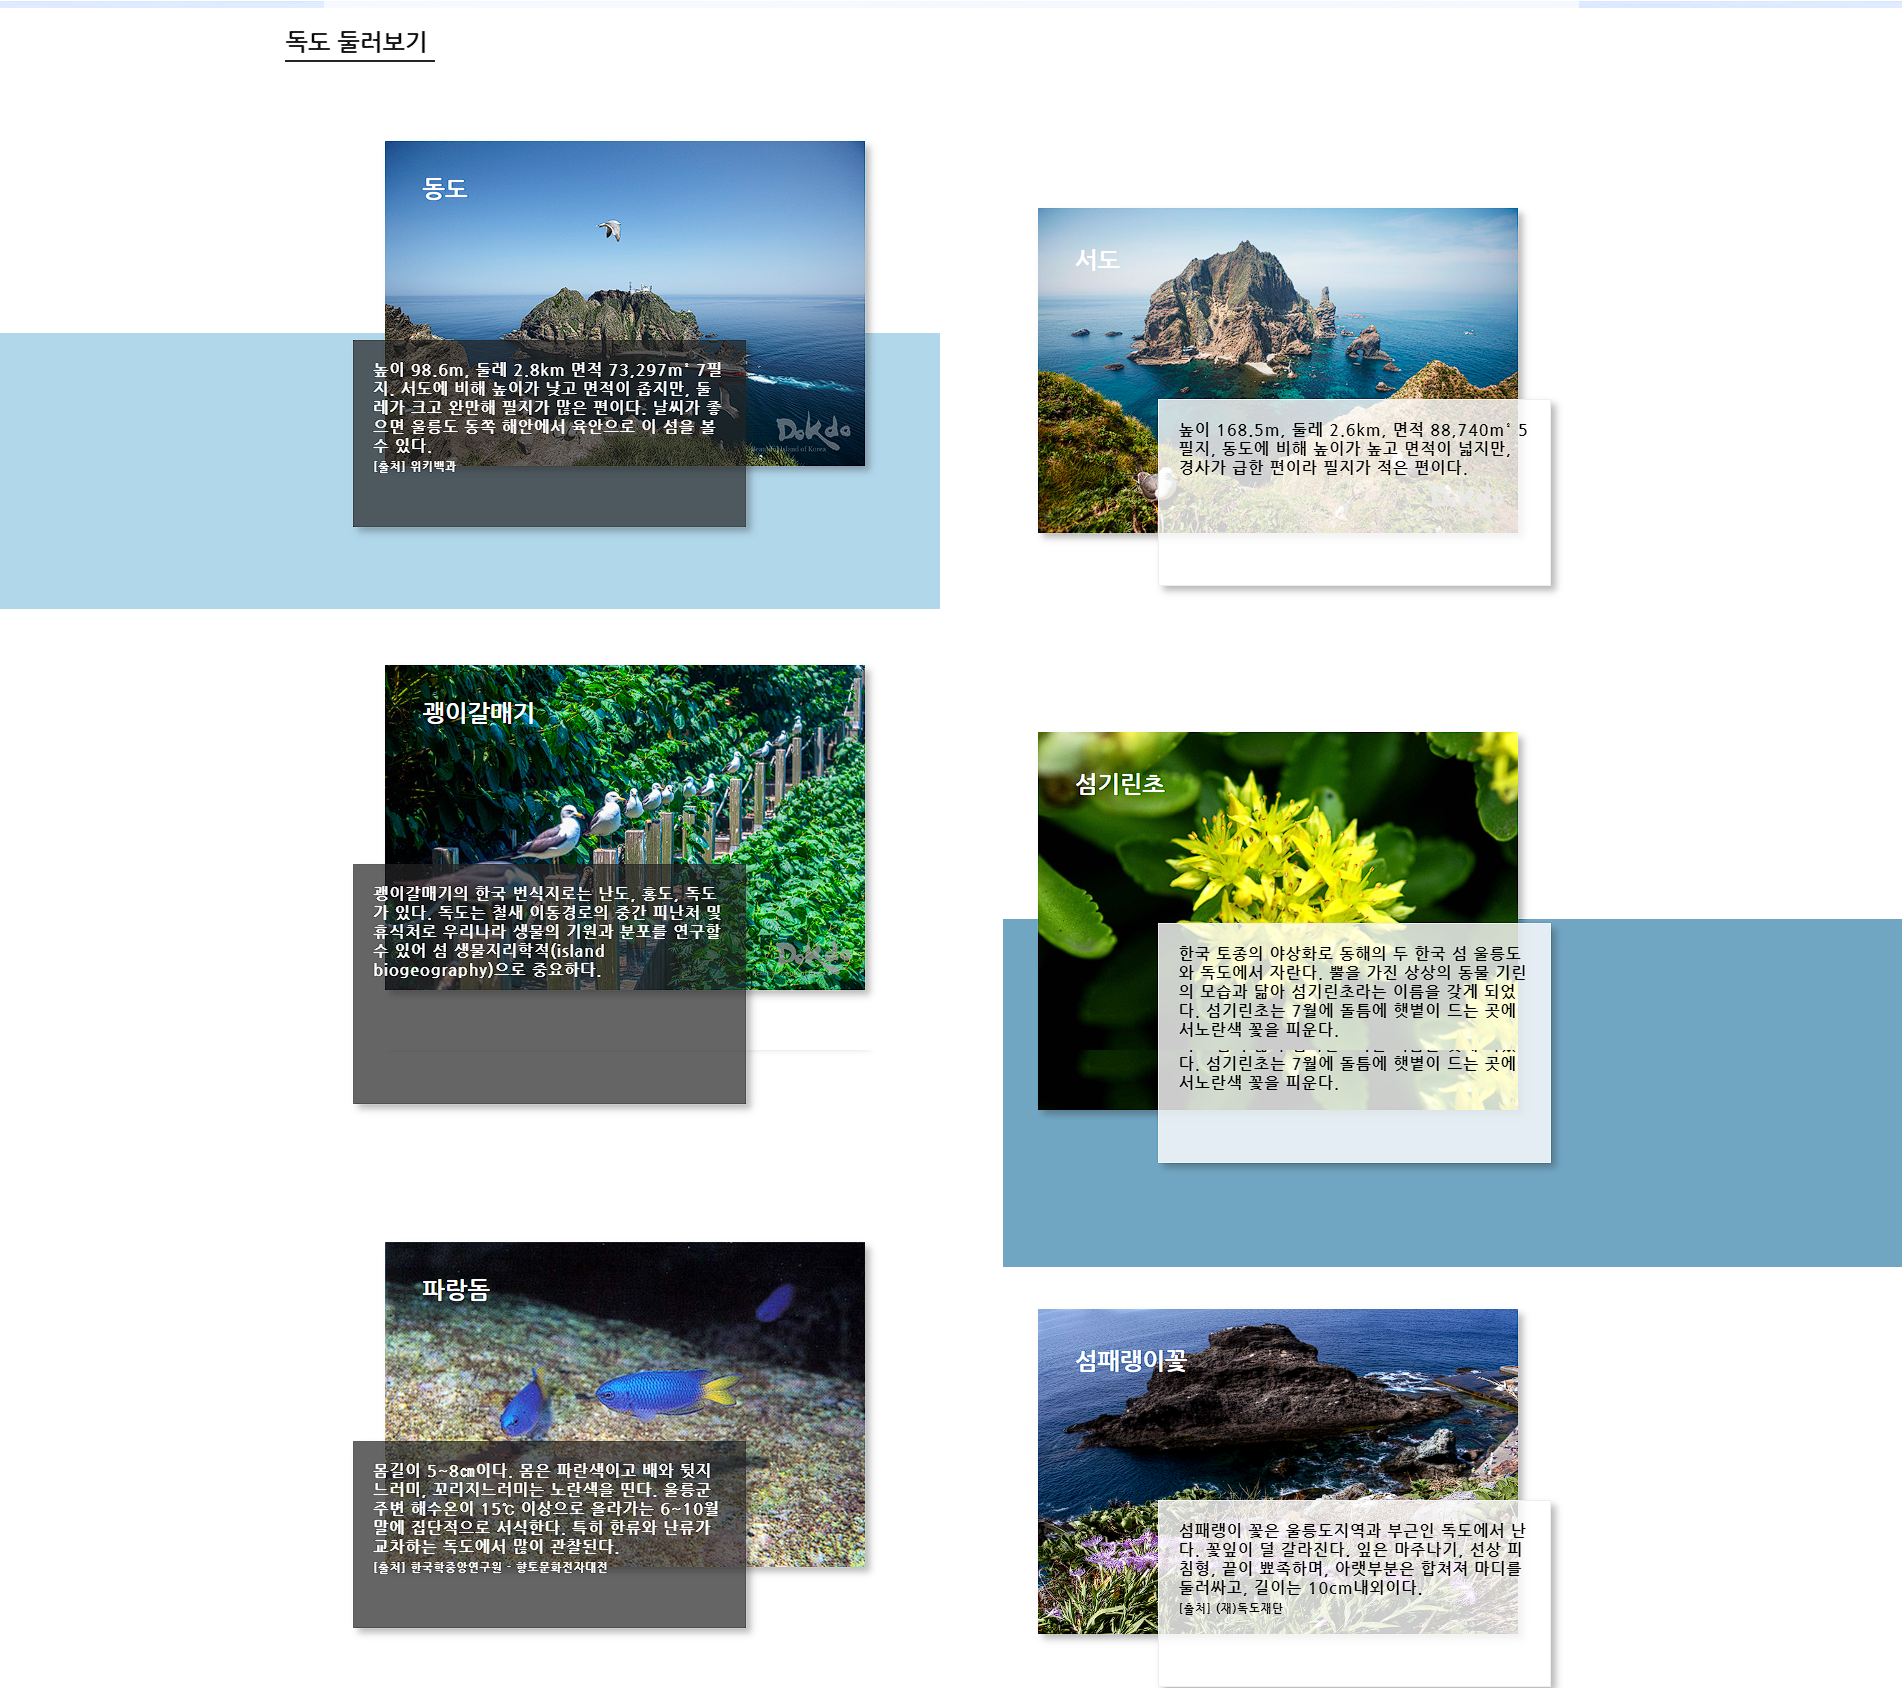 독도 둘러보기
동도
높이 98.6m, 둘레 2.8km 면적 73,297m² 7필
지. 서도에 비해 높이가 낮고 면적이 좁지만, 둘
레가 크고 완만해 필지가 많은 편이다. 날씨가 좋
으면 울릉도 동쪽 해안에서 육안으로 이 섬을 볼
수 있다.
[출처] 위키백과
Dokdo
Beautiful Island of Korea
서도
높이 168.5m, 둘레 2.6km, 면적 88,740m² 5
필지, 동도에 비해 높이가 높고 면적이 넓지만,
경사가 급한 편이라 필지가 적은 편이다.
괭이갈매기
괭이갈매기의 한국 번식지로는 난도, 홍도, 독도
가 있다. 독도는 철새 이동경로의 중간 피난처 및
휴식처로 우리나라 생물의 기원과 분포를 연구할
수 있어 섬 생물지리학적(island
biogeography)으로 중요하다.
Dokdo
섬기린초
한국 토종의 야상화로 동해의 두 한국 섬 울릉도
와 독도에서 자란다. 뿔을 가진 상상의 동물 기린
의 모습과 닮아 섬기린초라는 이름을 갖게 되었
다. 섬기린초는 7월에 돌틈에 햇볕이 드는 곳에
서노란색 꽃을 피운다.
다. 섬기린초는 7월에 돌틈에 햇볕이 드는 곳에
서노란색 꽃을 피운다.
파랑돔
몸길이 5~8㎝이다. 몸은 파란색이고 배와 뒷지
느러미, 꼬리지느러미는 노란색을 띤다. 울릉군
주변 해수온이 15℃ 이상으로 올라가는 6~10월
말에 집단적으로 서식한다. 특히 한류와 난류가
교차하는 독도에서 많이 관찰된다.
[출처] 한국학중앙연구원 - 향토문화전자대전
섬패랭이꽃
섬패랭이 꽃은 울릉도지역과 부근인 독도에서 난
다. 꽃잎이 덜 갈라진다. 잎은 마주나기, 선상 피
침형, 끝이 뾰족하며, 아랫부분은 합쳐져 마디를
둘러싸고, 길이는 10cm내외이다.
[출처] (재)독도재단